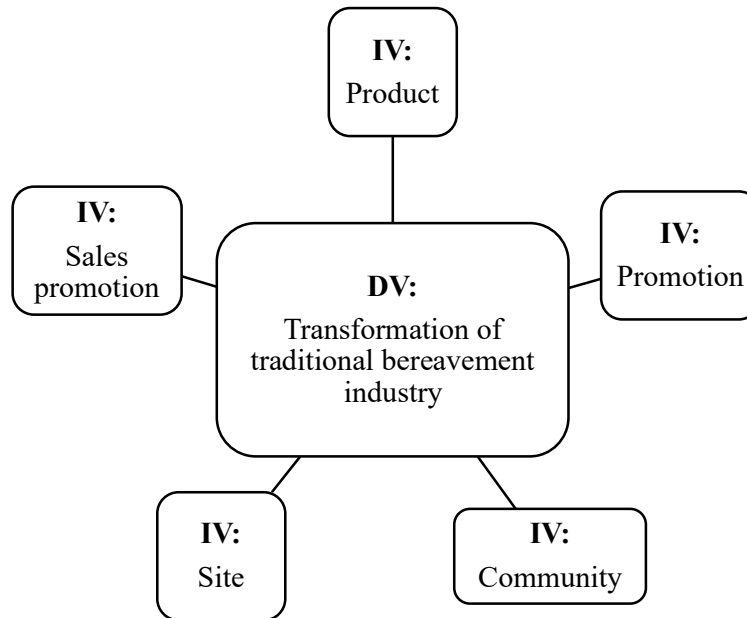 IV:
Product
IV:
Sales
promotion
IV:
Promotion
DV:
Transformation of
traditional bereavement
industry
IV:
Site
IV:
Community